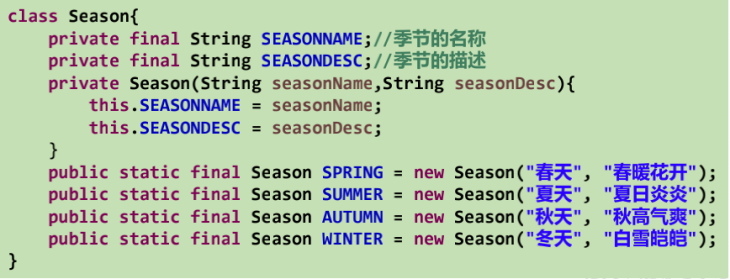 class Season{
    private final String SEASONNAME;//季节的名称
    private final String SEASONDESC;//季节的描述
    private Season(String seasonName,String seasonDesc){
        this.SEASONNAME = seasonName;
        this.SEASONDESC = seasonDesc;
    }
    public static final Season SPRING = new Season("春天", "春暖花开");
    public static final Season SUMMER = new Season("夏天", "夏日炎炎");
    public static final Season AUTUMN = new Season("秋天", "秋高气爽");
    public static final Season WINTER = new Season("冬天", "白雪皑皑");
}